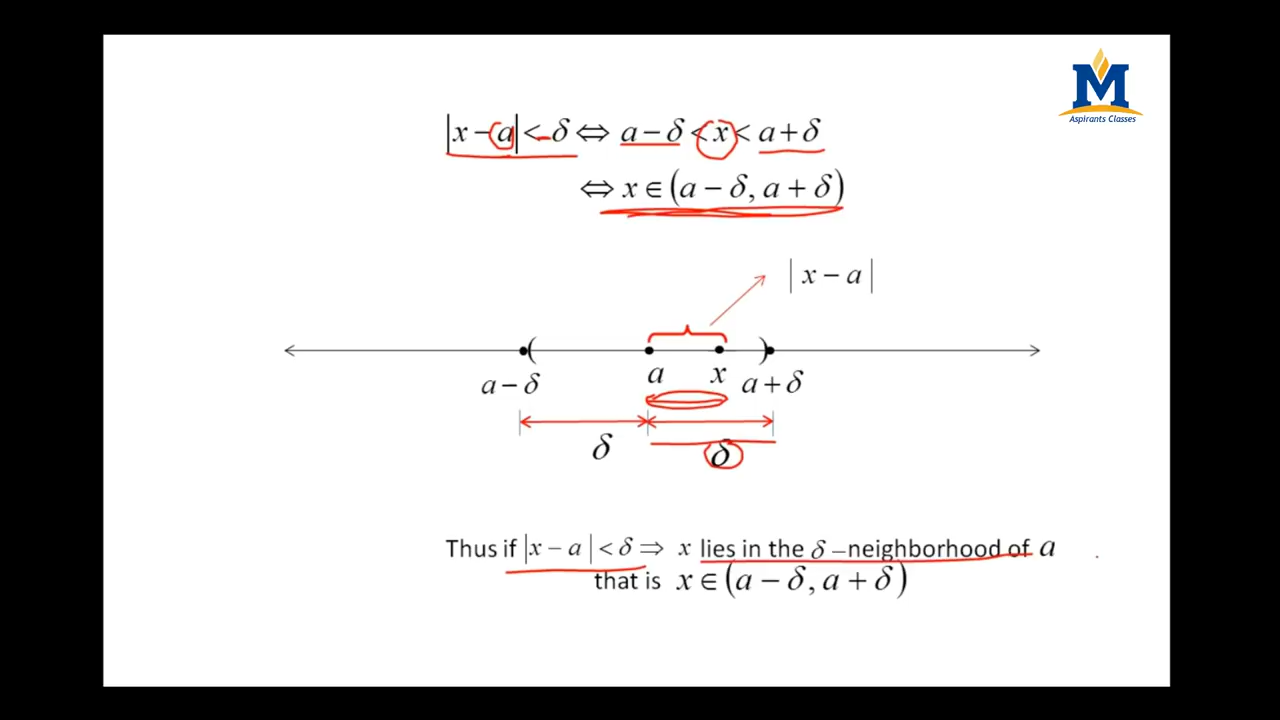 M
Aspirants Classes
|x − a| < δ ⇔ a − δ < x < a + δ
⇔ x ∈ (a − δ, a + δ)
| x − a |
( )
a − δ a x a + δ
δ δ
Thus if |x − a| < δ ⇒ x lies in the δ –neighborhood of a
that is x ∈ (a − δ, a + δ)